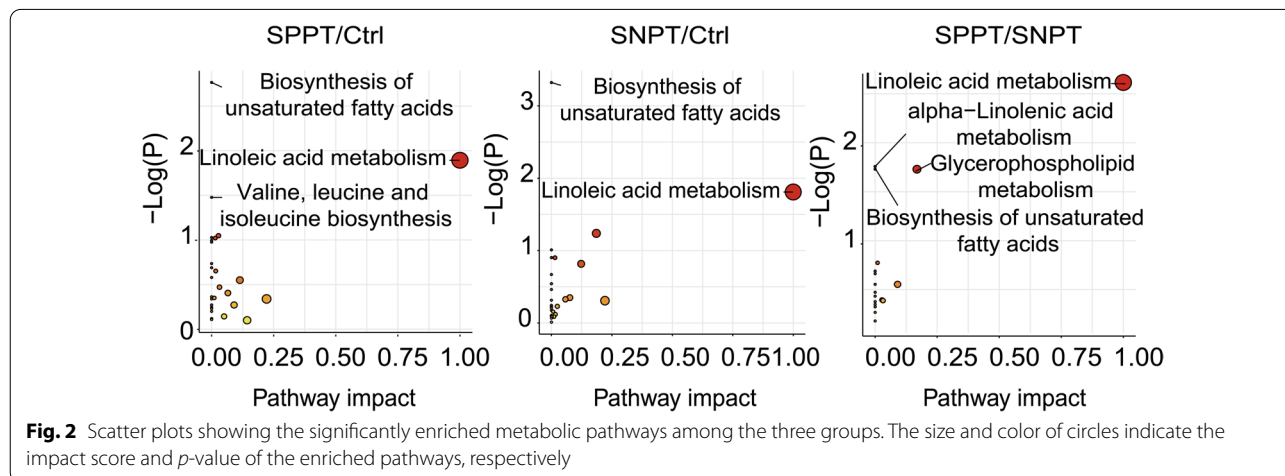 SPPT/Ctrl
−Log(P)
2
1
0
Biosynthesis of
unsaturated fatty acids
Linoleic acid metabolism
Valine, leucine and
isoleucine biosynthesis
0.00 0.25 0.50 0.75 1.00
Pathway impact
SNPT/Ctrl
−Log(P)
3
2
1
0
Biosynthesis of
unsaturated fatty acids
Linoleic acid metabolism
0.00 0.25 0.50 0.751.00
Pathway impact
SPPT/SNPT
−Log(P)
2
1
Linoleic acid metabolism
alpha−Linolenic acid
metabolism
Glycerophospholipid
metabolism
Biosynthesis of unsaturated
fatty acids
0.00 0.25 0.50 0.75 1.00
Pathway impact
Fig. 2 Scatter plots showing the significantly enriched metabolic pathways among the three groups. The size and color of circles indicate the
impact score and p-value of the enriched pathways, respectively